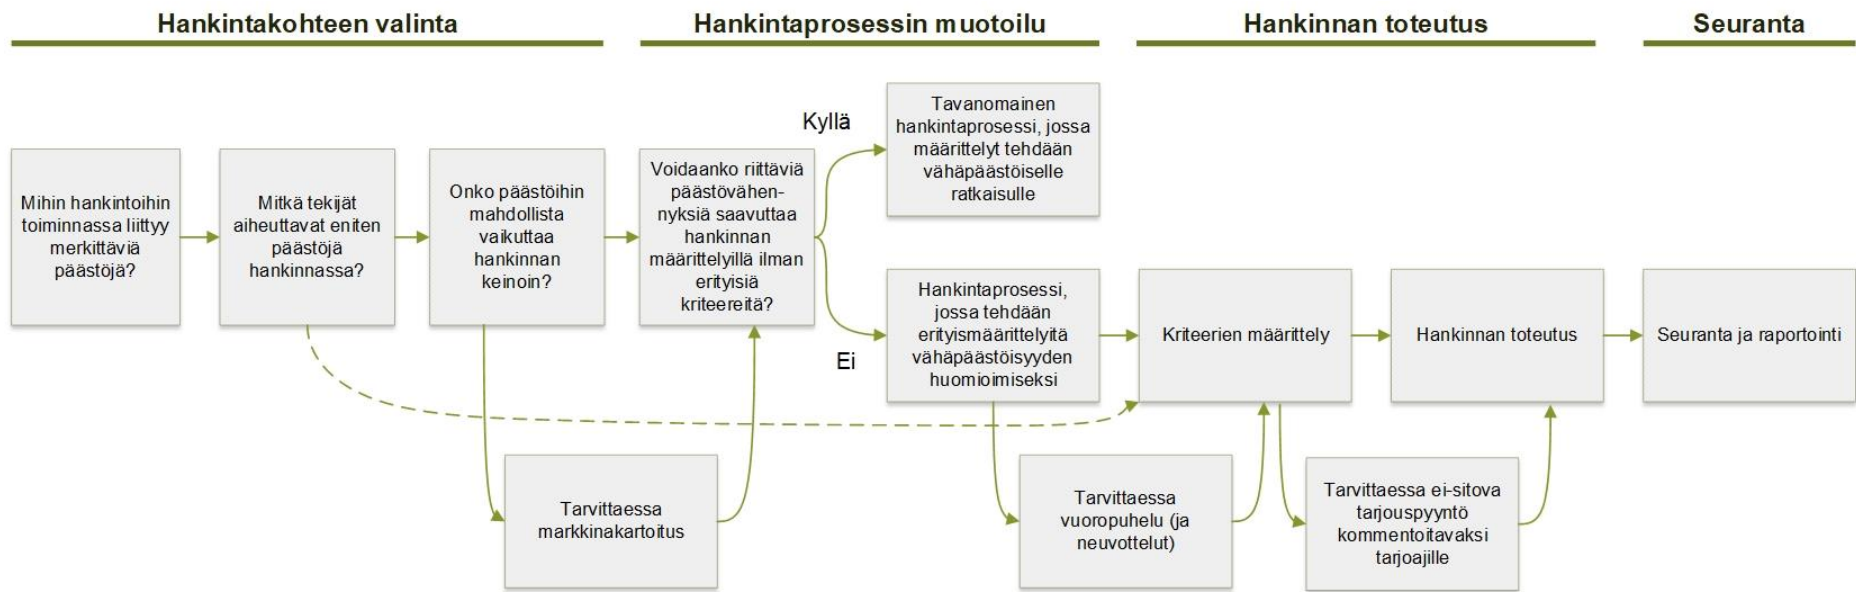 Hankintakohteen valinta
Hankintaprosessin muotoilu
Hankinnan toteutus
Seuranta
Mihin hankintoihin
toiminnassa liittyy
merkittäviä
päästöjä?
Mitkä tekijät
aiheuttavat eniten
päästöjä
hankinnassa?
Onko päästöihin
mahdollista
vaikuttaa
hankinnan
keinoin?
Tarvittaessa
markkinakartoitus
Voidaanko riittäviä
päästövähen-
nyksiä saavuttaa
hankinnan
määrittelyillä ilman
erityisiä
kriteereitä?
Kyllä
Tavanomainen
hankintaprosessi, jossa
määrittelyt tehdään
vähäpäästöiselle
ratkaisulle
Ei
Hankintaprosessi,
jossa tehdään
erityismäärittelyitä
vähäpäästöisyyden
huomioimiseksi
Tarvittaessa
vuoropuhelu (ja
neuvottelut)
Kriteerien määrittely
Tarvittaessa ei-sitova
tarjouspyyntö
kommentoitavaksi
tarjoajille
Hankinnan toteutus
Seuranta ja raportointi